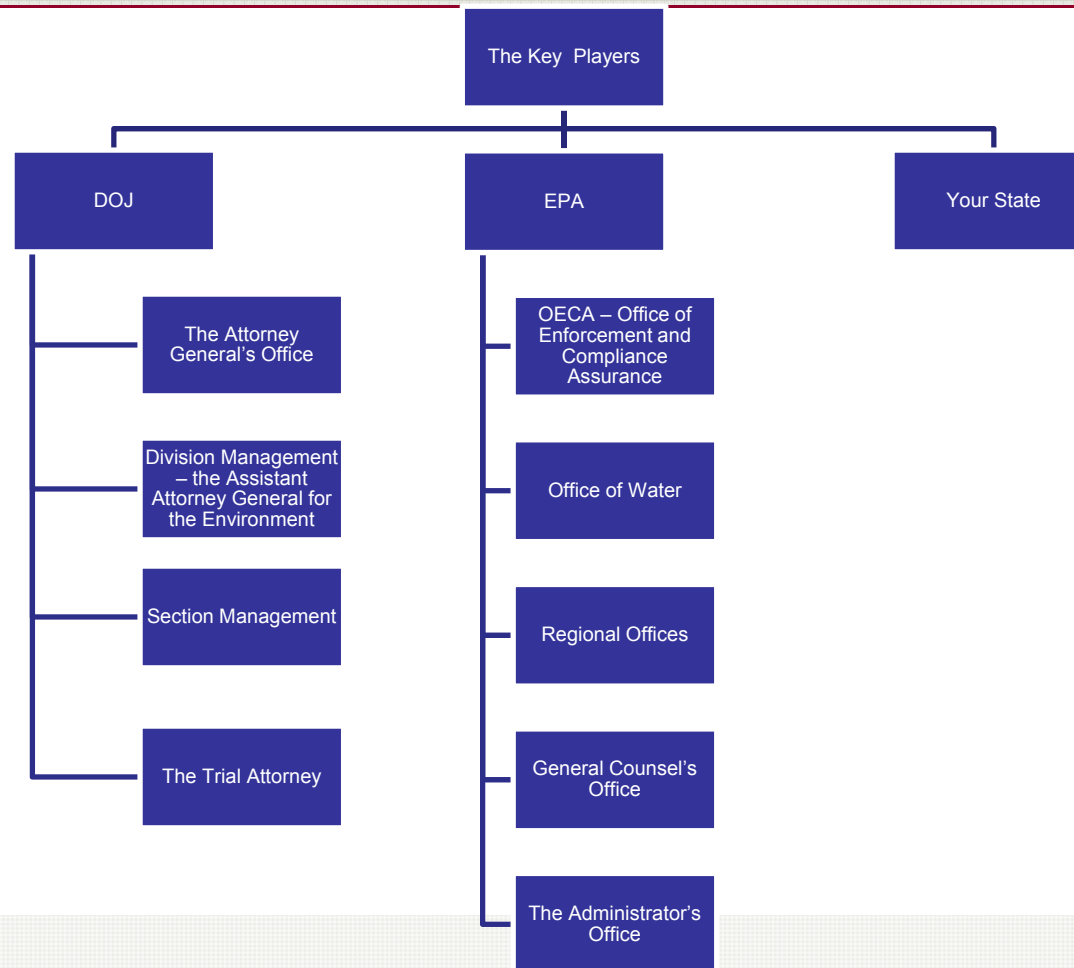 The Key  Players
DOJ
EPA
Your State
The Attorney
General’s Office
Division Management
– the Assistant
Attorney General for
the Environment
Section Management
The Trial Attorney
OECA – Office of
Enforcement and
Compliance
Assurance
Office of Water
Regional Offices
General Counsel’s
Office
The Administrator’s
Office